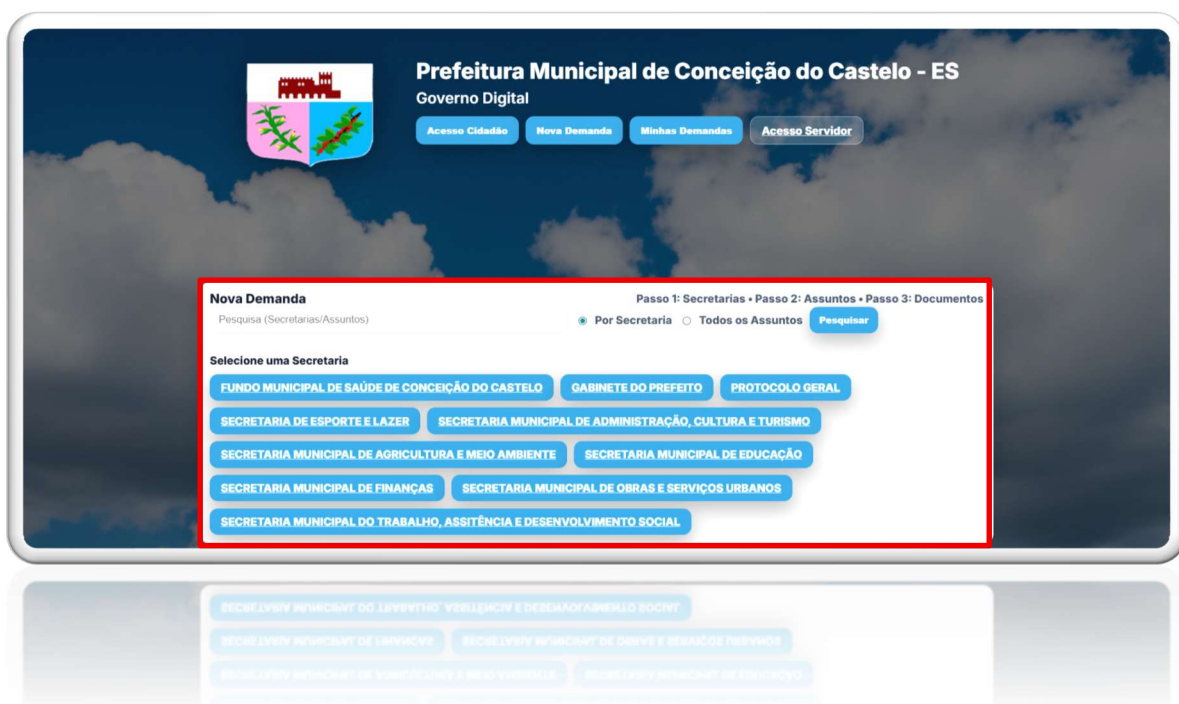 Prefeitura Municipal de Conceição do Castelo - ES
Governo Digital
Acesso Cidadão Nova Demanda Minhas Demandas Acesso Servidor
Nova Demanda Passo 1: Secretarias • Passo 2: Assuntos • Passo 3: Documentos
Pesquisa (Secretarias/Assuntos) Por Secretaria Todos os Assuntos Pesquisar
Selecione uma Secretaria
FUNDO MUNICIPAL DE SAÚDE DE CONCEIÇÃO DO CASTELO GABINETE DO PREFEITO PROTOCOLO GERAL
SECRETARIA DE ESPORTE E LAZER SECRETARIA MUNICIPAL DE ADMINISTRAÇÃO, CULTURA E TURISMO
SECRETARIA MUNICIPAL DE AGRICULTURA E MEIO AMBIENTE SECRETARIA MUNICIPAL DE EDUCAÇÃO
SECRETARIA MUNICIPAL DE FINANÇAS SECRETARIA MUNICIPAL DE OBRAS E SERVIÇOS URBANOS
SECRETARIA MUNICIPAL DO TRABALHO, ASSITÊNCIA E DESENVOLVIMENTO SOCIAL